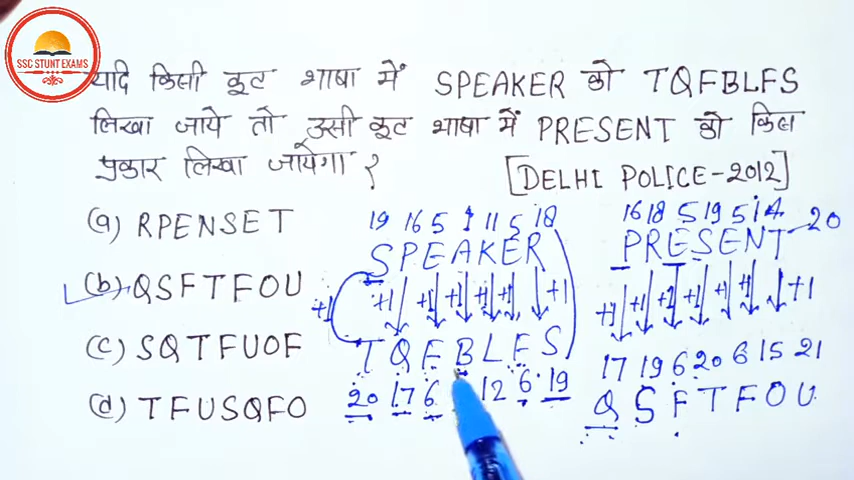 SSC STUNT EXAMS
यदि किसी कूट भाषा में SPEAKER को TQFBLFS
लिखा जाये तो उसी कूट भाषा में PRESENT को किस
प्रकार लिखा जायेगा ?
[DELHI POLICE-2012]
(a) RPENSET
(b) QSFTFOU
(c) SQTFUOF
(d) TFUSQFO
19 16 5 1 11 5 18
SPEAKER
+1 +1 +1 +1 +1 +1 +1
TQFBLFS
20 17 6 12 6 19
16 18 5 19 5 14
PRESENT 20
+1 +1 +1 +1 +1 +1 +1
17 19 6 20 6 15 21
QSFTFOU